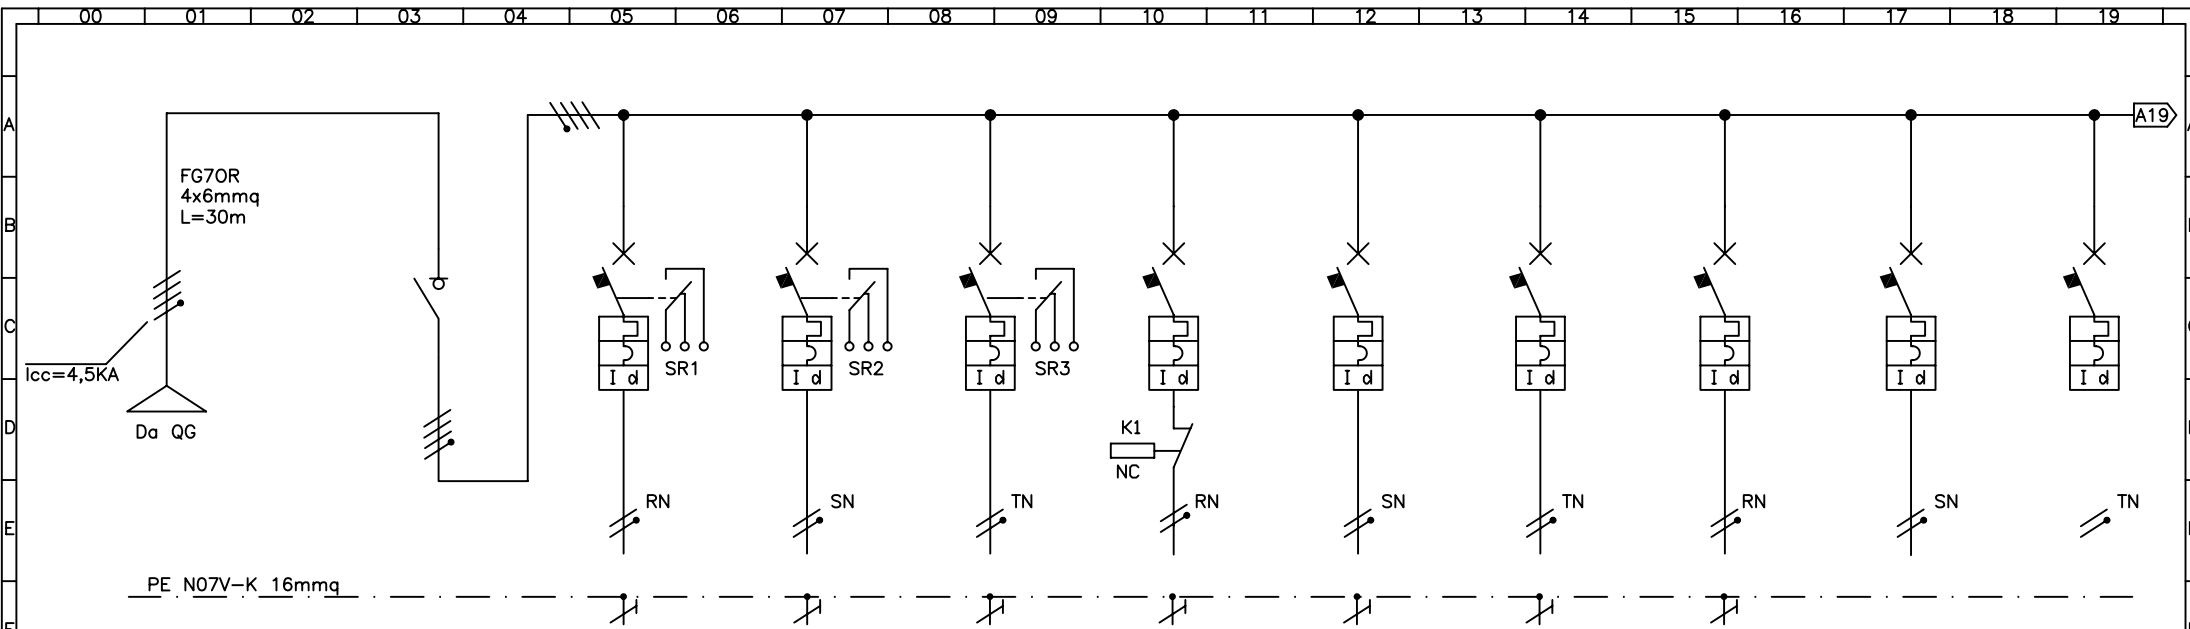 00 01 02 03 04 05 06 07 08 09 10 11 12 13 14 15 16 17 18 19
A
A19
FG7OR
4x6mmq
L=30m
B
C
Icc=4,5KA
SR1 SR2 SR3
I d I d I d I d I d I d I d I d I d
D
Da QG
K1
NC
RN SN TN RN SN TN RN SN TN
E
PE N07V-K 16mmq